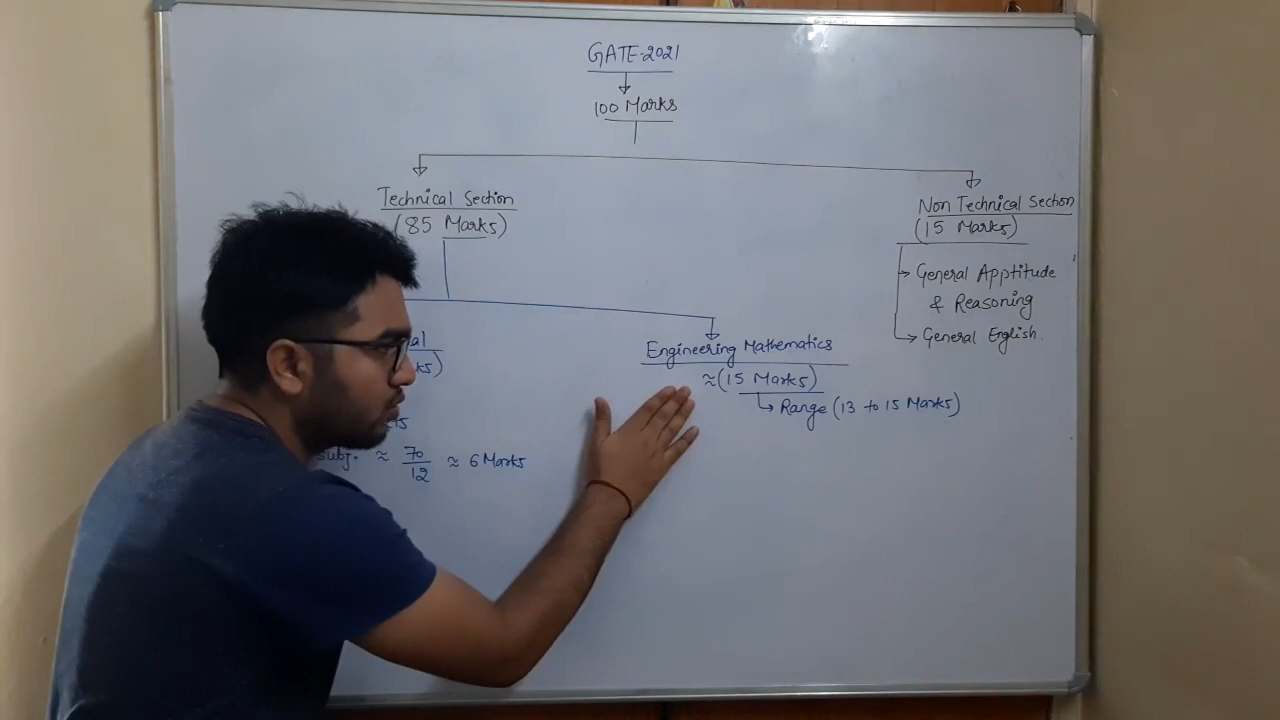 GATE-2021
100 Marks
Technical Section
(85 Marks)
Non Technical Section
(15 Marks)
General Apptitude
& Reasoning
General English.
Engineering Mathematics
≈(15 Marks)
Range (13 to 15 Marks)
subj. ≈ 70/12 ≈ 6 Marks